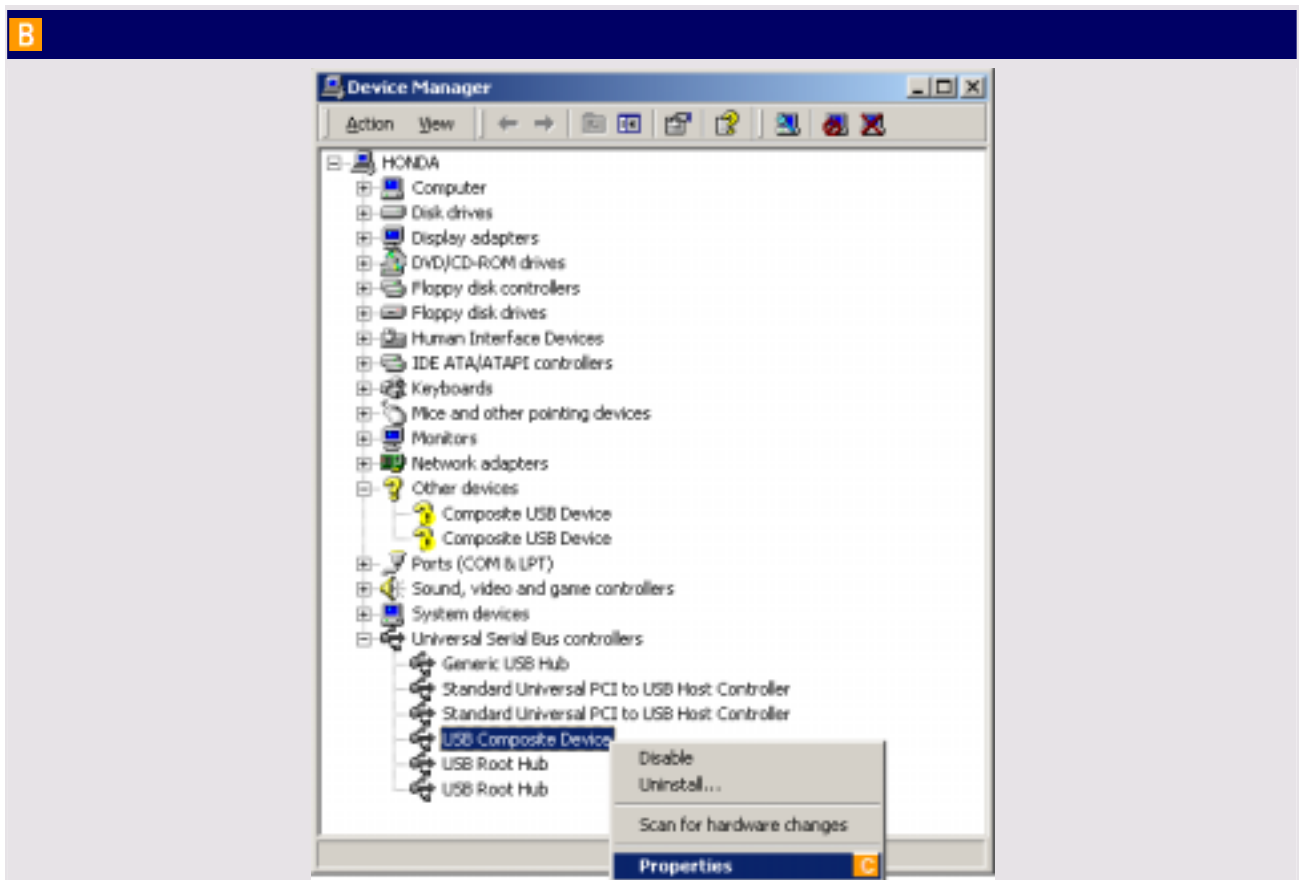 B
Device Manager
Action View
HONDA
Computer
Disk drives
Display adapters
DVD/CD-ROM drives
Floppy disk controllers
Floppy disk drives
Human Interface Devices
IDE ATA/ATAPI controllers
Keyboards
Mice and other pointing devices
Monitors
Network adapters
Other devices
Composite USB Device
Composite USB Device
Ports (COM & LPT)
Sound, video and game controllers
System devices
Universal Serial Bus controllers
Generic USB Hub
Standard Universal PCI to USB Host Controller
Standard Universal PCI to USB Host Controller
USB Composite Device
USB Root Hub
USB Root Hub
Disable
Uninstall...
Scan for hardware changes
Properties C